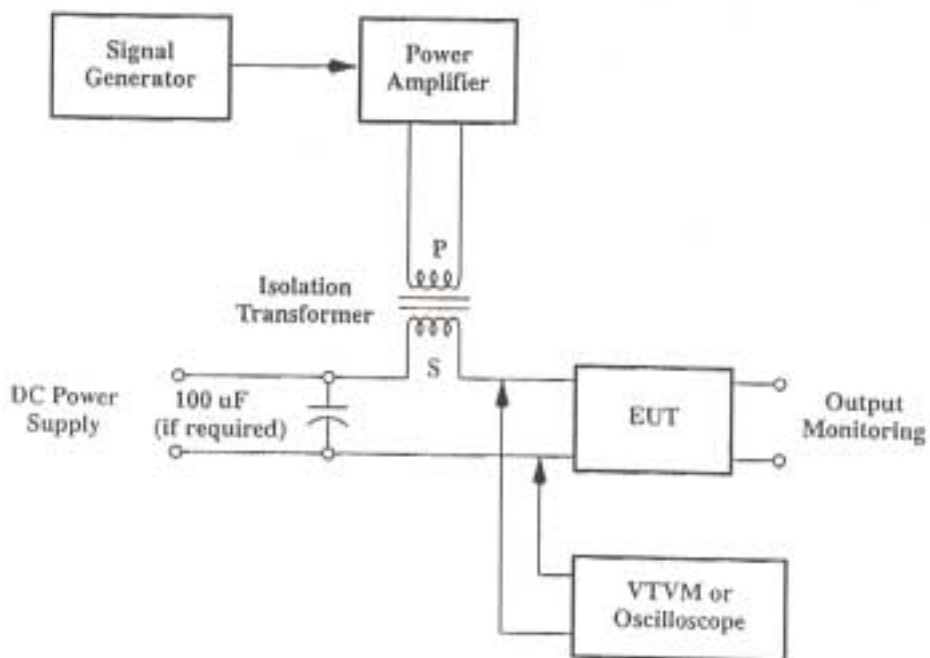 Signal
Generator
Power
Amplifier
P
Isolation
Transformer
S
DC Power
Supply
100 uF
(if required)
EUT
Output
Monitoring
VTVM or
Oscilloscope